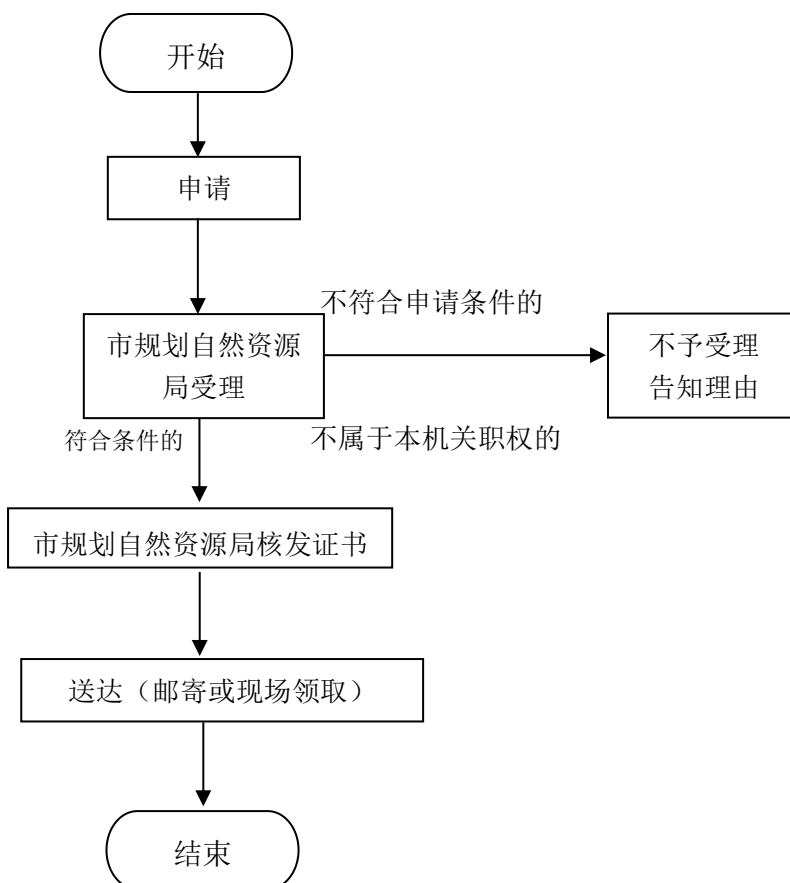 开始
申请
不符合申请条件的
市规划自然资源
局受理
不予受理
告知理由
符合条件的
不属于本机关职权的
市规划自然资源局核发证书
送达（邮寄或现场领取）
结束